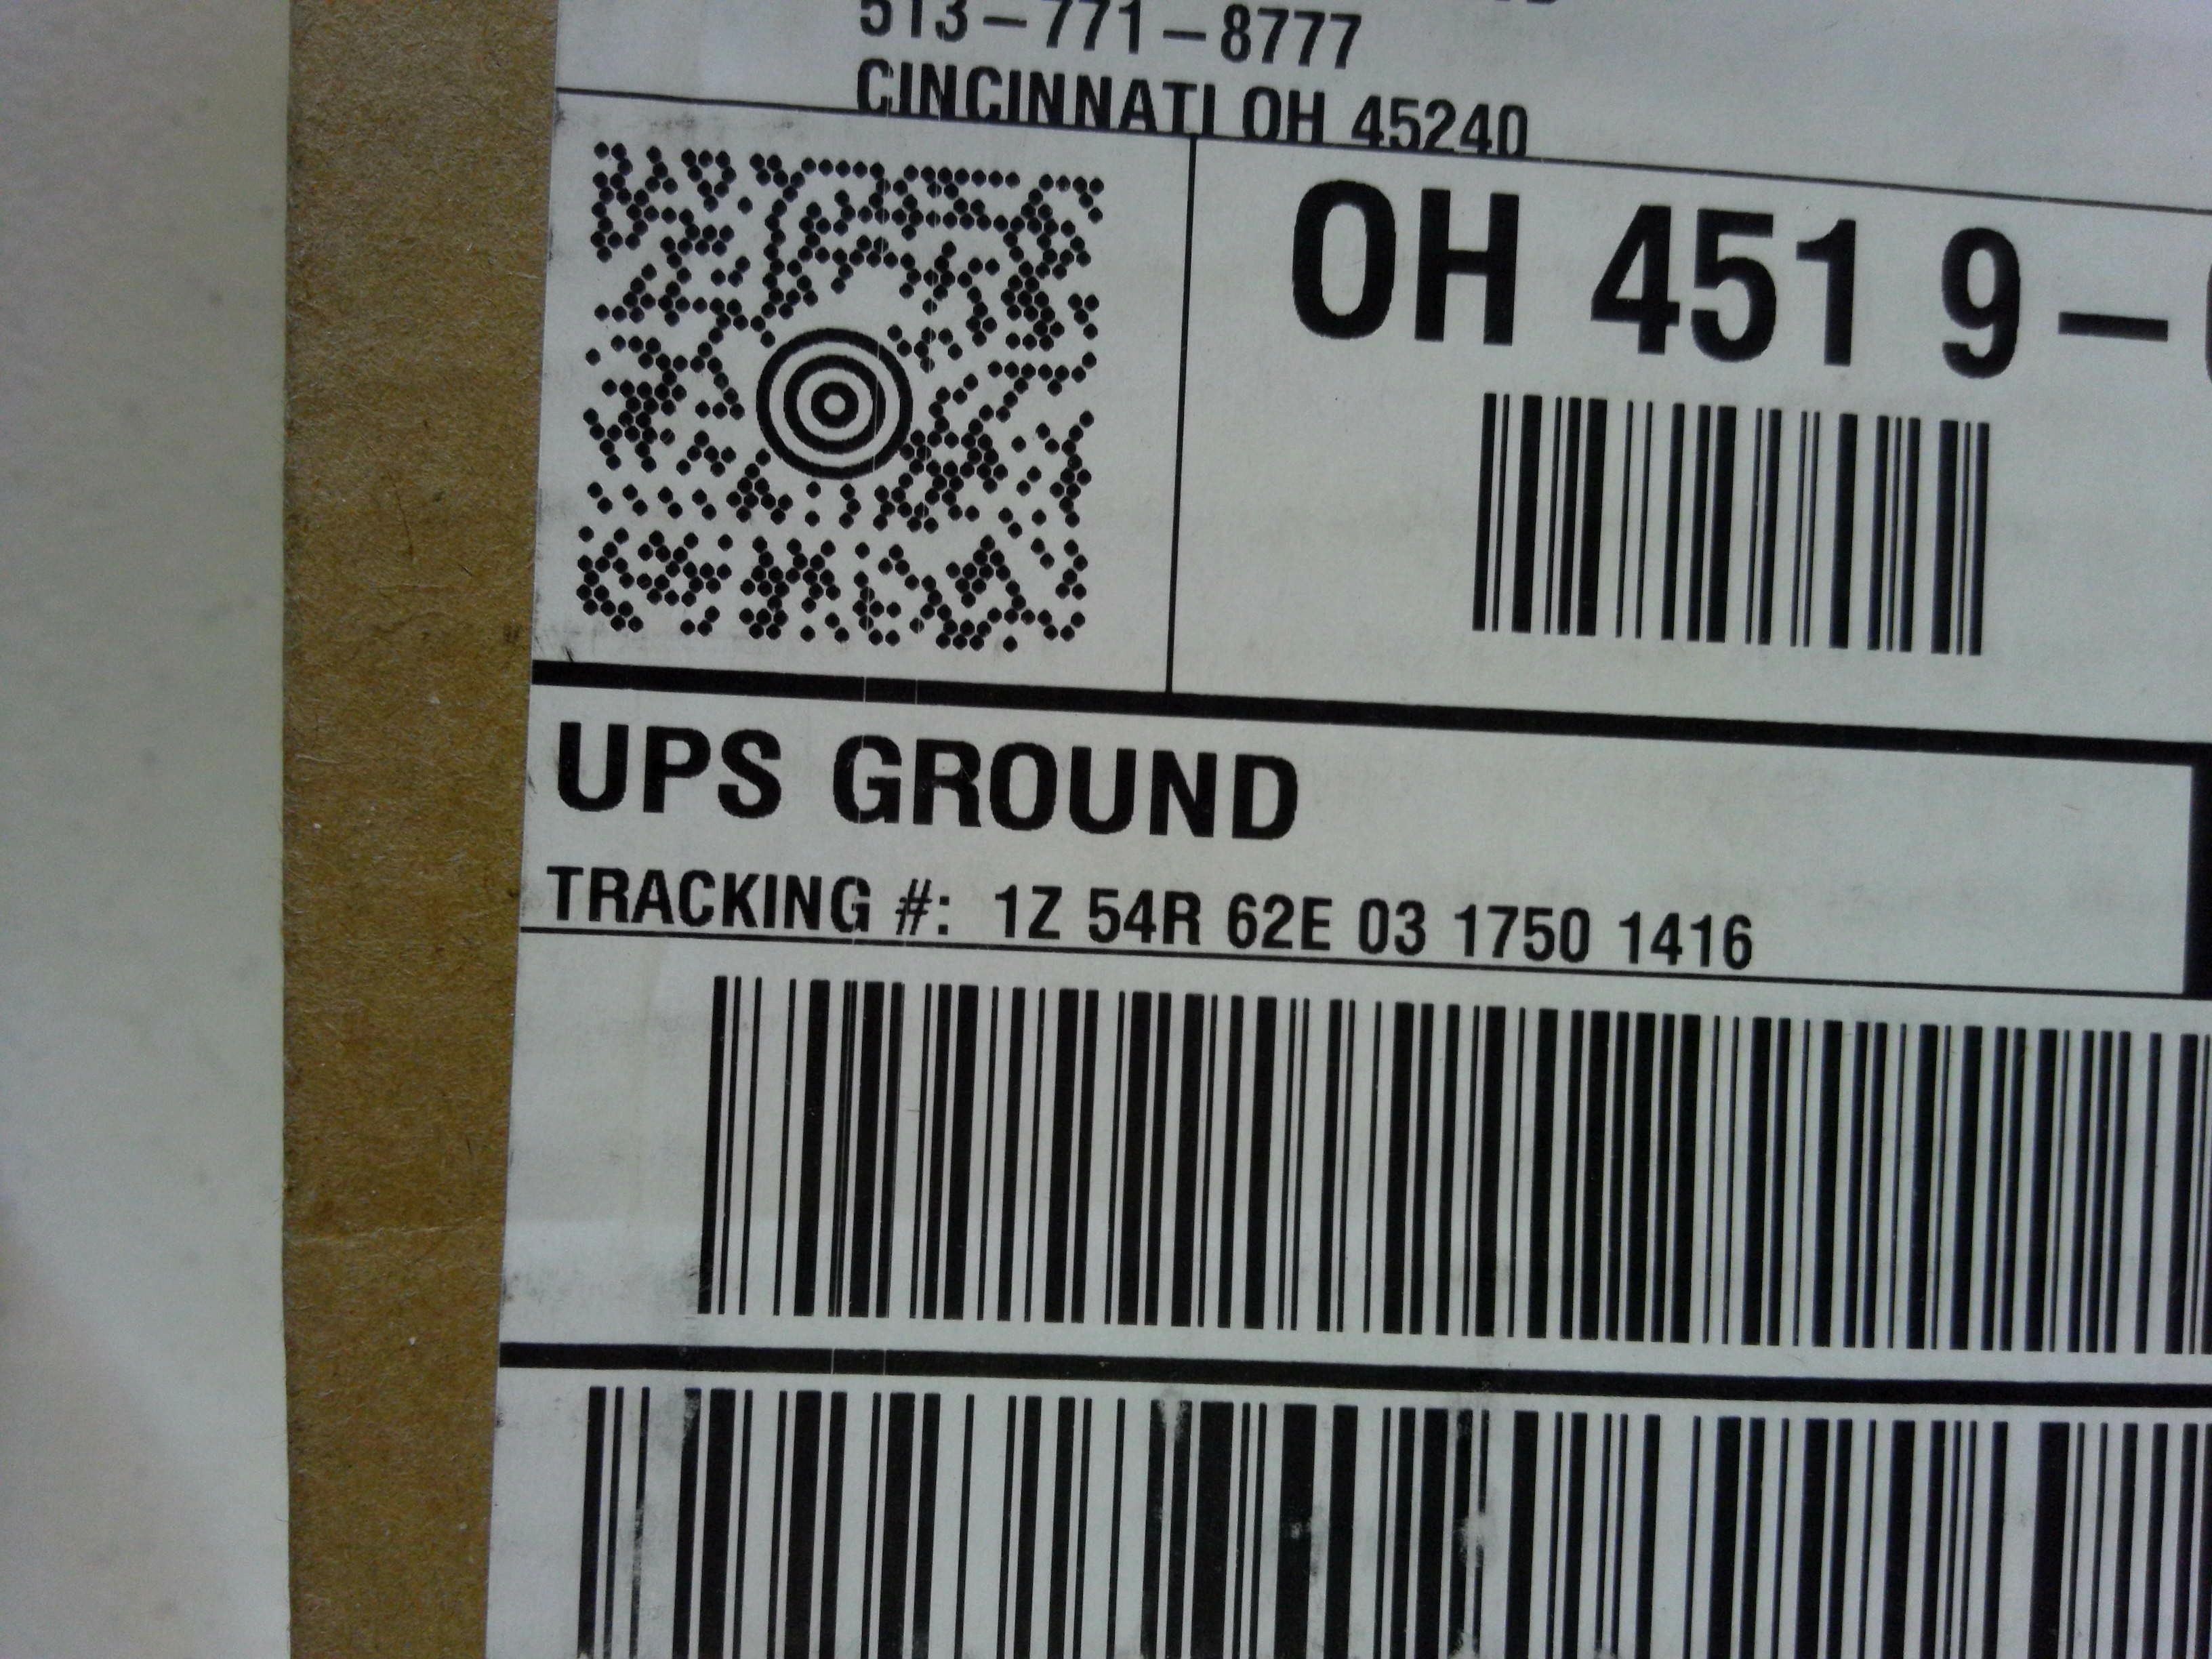 513-771-8777
CINCINNATI OH 45240
OH 451 9-
UPS GROUND
TRACKING #: 1Z 54R 62E 03 1750 1416